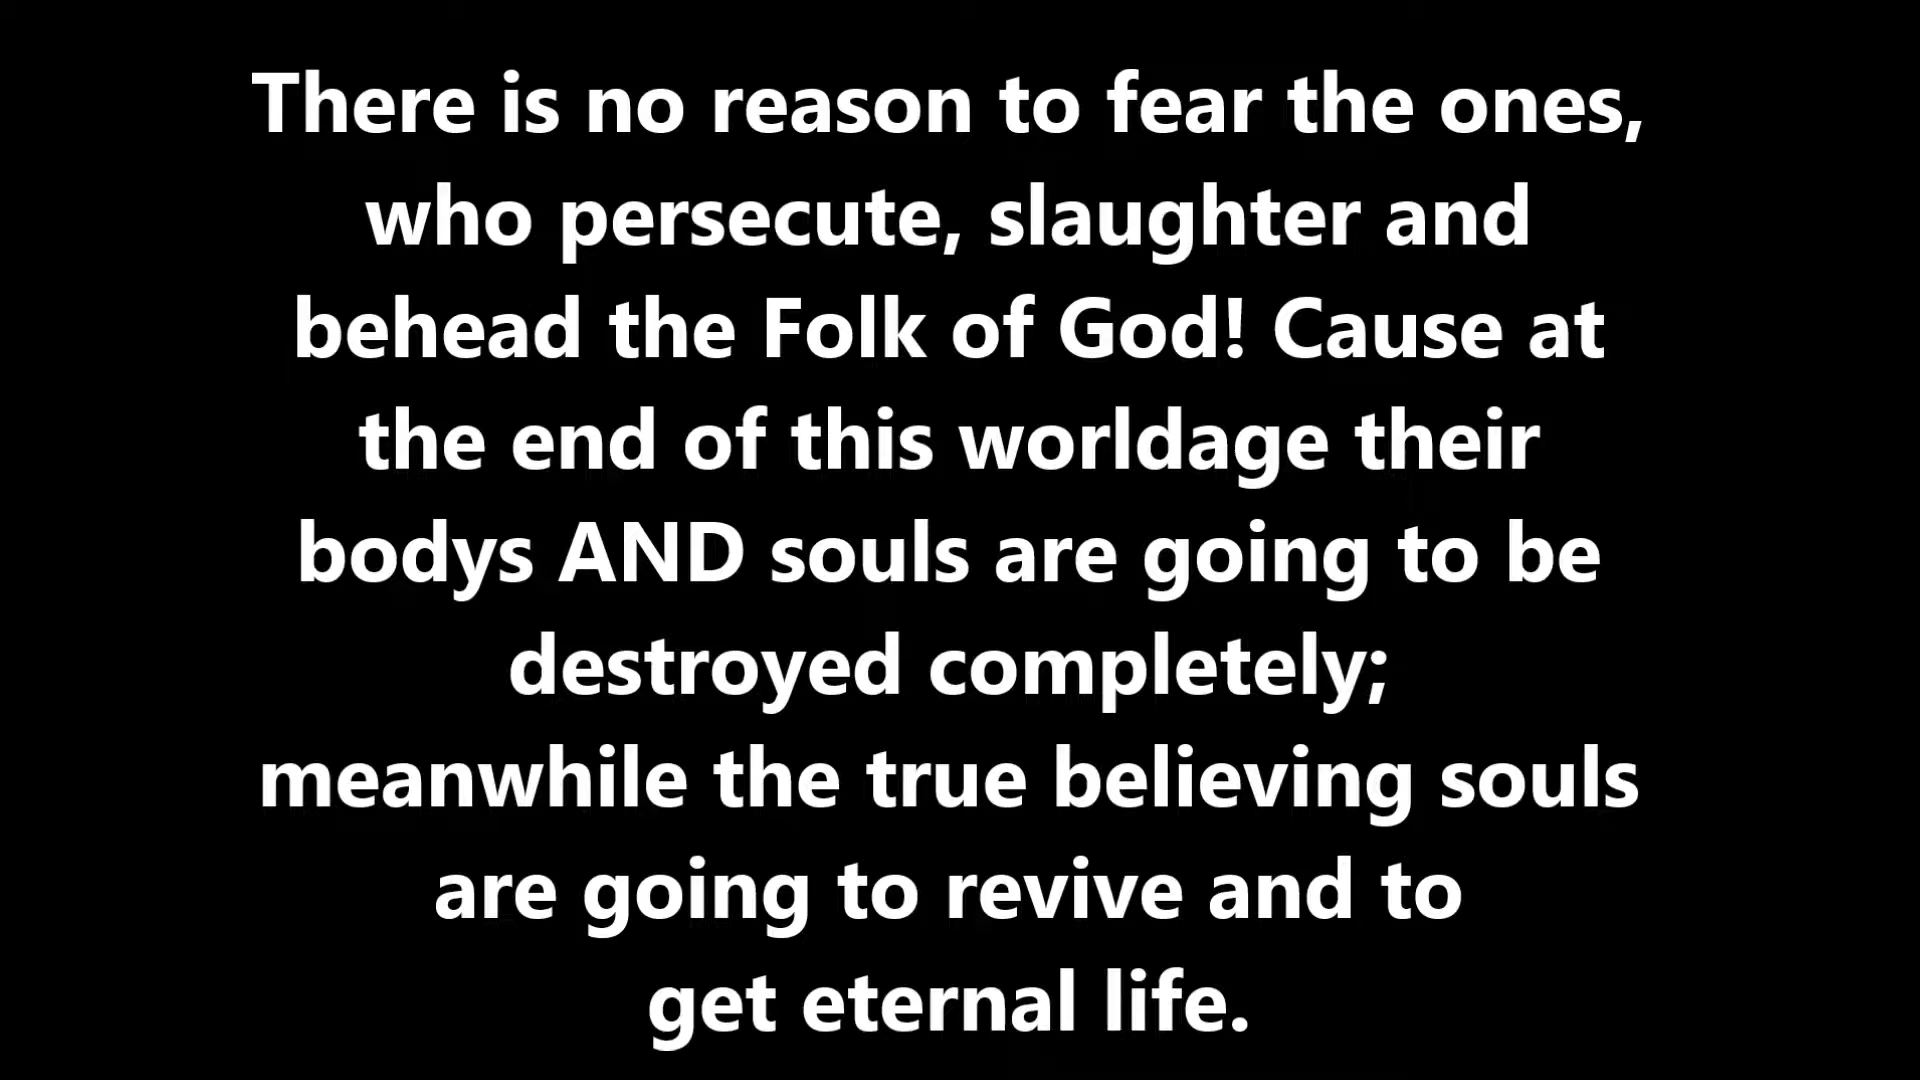 There is no reason to fear the ones,
who persecute, slaughter and
behead the Folk of God! Cause at
the end of this worldage their
bodys AND souls are going to be
destroyed completely;
meanwhile the true believing souls
are going to revive and to
get eternal life.